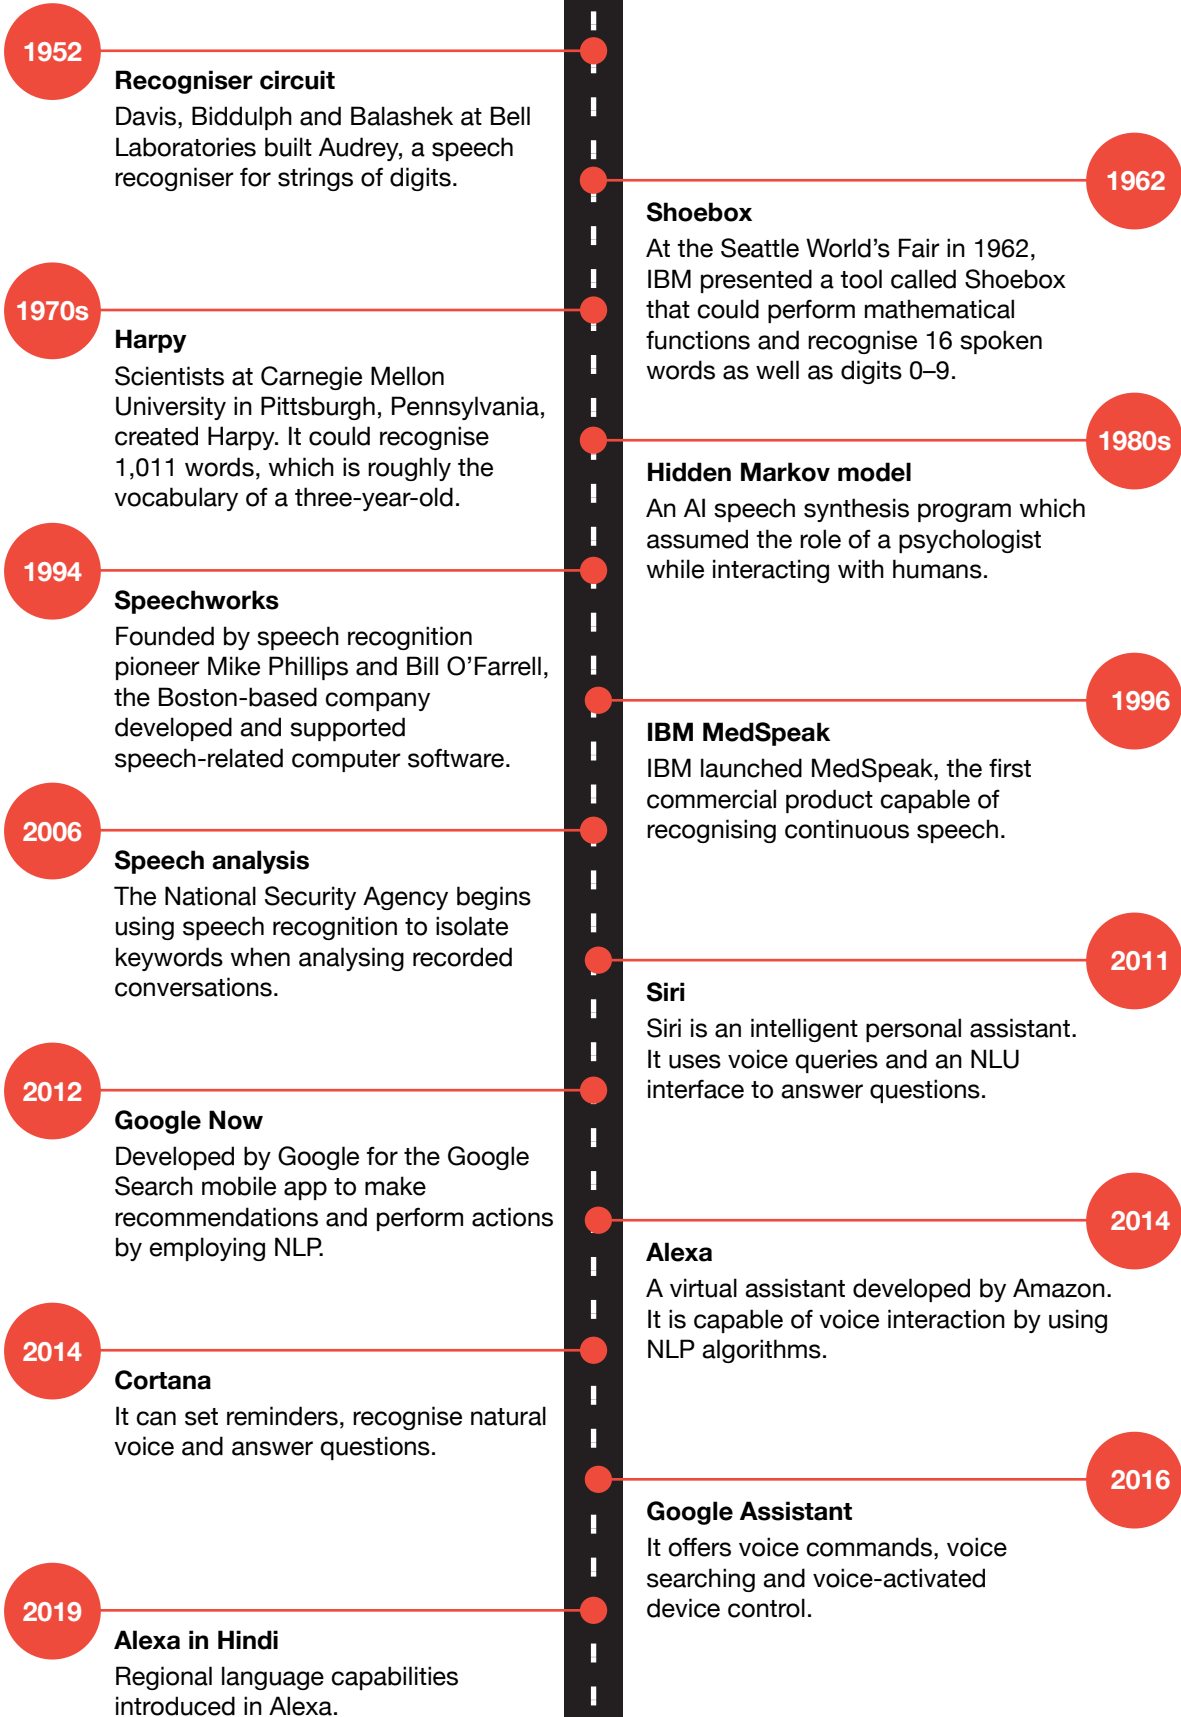 1952
Recogniser circuit
Davis, Biddulph and Balashek at Bell
Laboratories built Audrey, a speech
recogniser for strings of digits.
1962
Shoebox
At the Seattle World’s Fair in 1962,
IBM presented a tool called Shoebox
that could perform mathematical
functions and recognise 16 spoken
words as well as digits 0–9.
1970s
Harpy
Scientists at Carnegie Mellon
University in Pittsburgh, Pennsylvania,
created Harpy. It could recognise
1,011 words, which is roughly the
vocabulary of a three-year-old.
1980s
Hidden Markov model
An AI speech synthesis program which
assumed the role of a psychologist
while interacting with humans.
1994
Speechworks
Founded by speech recognition
pioneer Mike Phillips and Bill O’Farrell,
the Boston-based company
developed and supported
speech-related computer software.
1996
IBM MedSpeak
IBM launched MedSpeak, the first
commercial product capable of
recognising continuous speech.
2006
Speech analysis
The National Security Agency begins
using speech recognition to isolate
keywords when analysing recorded
conversations.
2011
Siri
Siri is an intelligent personal assistant.
It uses voice queries and an NLU
interface to answer questions.
2012
Google Now
Developed by Google for the Google
Search mobile app to make
recommendations and perform actions
by employing NLP.
2014
Alexa
A virtual assistant developed by Amazon.
It is capable of voice interaction by using
NLP algorithms.
2014
Cortana
It can set reminders, recognise natural
voice and answer questions.
2016
Google Assistant
It offers voice commands, voice
searching and voice-activated
device control.
2019
Alexa in Hindi
Regional language capabilities
introduced in Alexa.